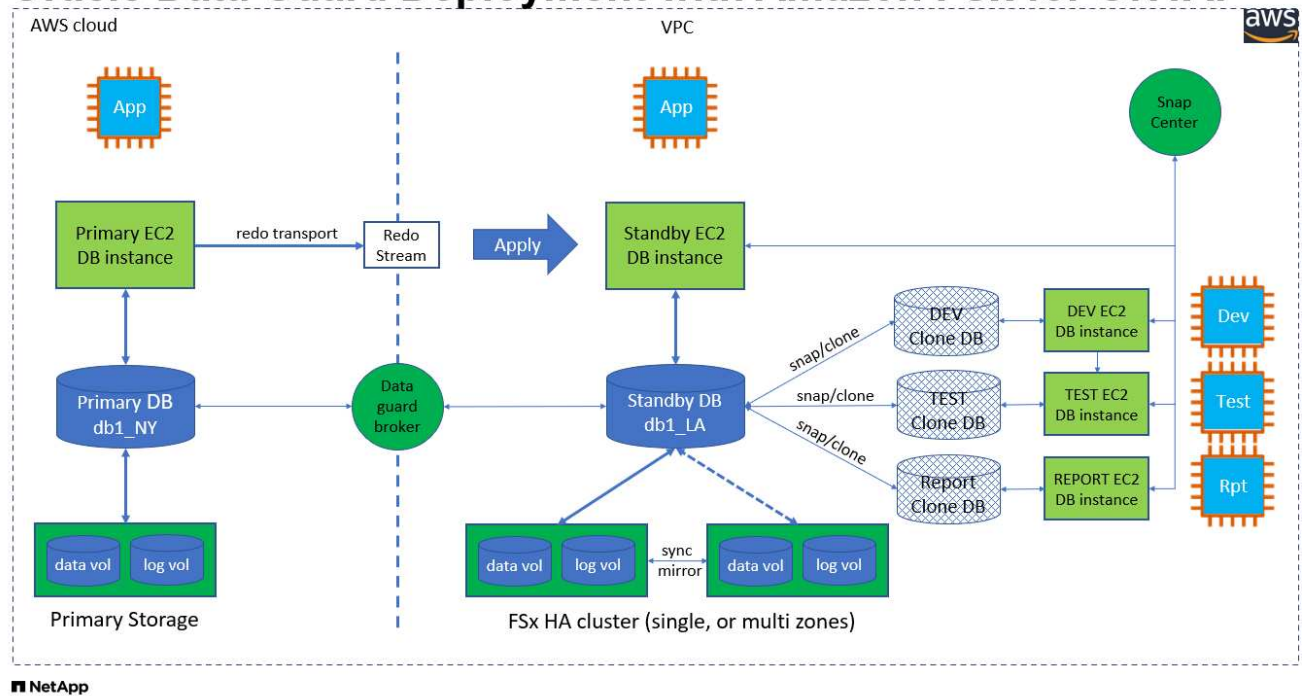 AWS cloud
VPC
aws
App
App
Snap
Center
Primary EC2
DB instance
redo transport
Redo
Stream
Apply
Standby EC2
DB instance
DEV
Clone DB
DEV EC2
DB instance
Dev
snap/clone
Primary DB
db1_NY
Data
guard
broker
Standby DB
db1_LA
snap/clone
TEST
Clone DB
TEST EC2
DB instance
Test
snap/clone
Report
Clone DB
REPORT EC2
DB instance
Rpt
data vol
log vol
data vol
log vol
sync
mirror
data vol
log vol
Primary Storage
FSx HA cluster (single, or multi zones)
NetApp